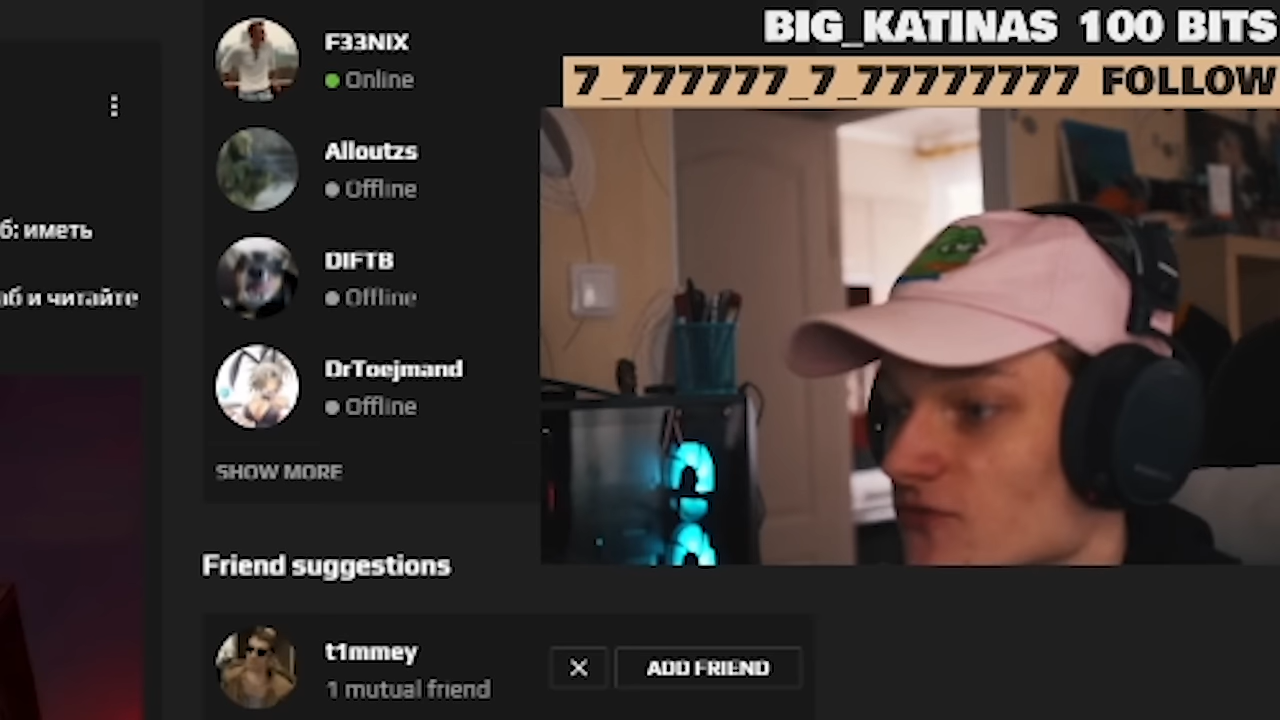 BIG_KATINAS 100 BITS
7_777777_7_77777777 FOLLOW
F33NIX
Online
Alloutzs
Offline
б: иметь
DIFTB
Offline
аб и читайте
DrToejmand
Offline
SHOW MORE
Friend suggestions
t1mmey
1 mutual friend
ADD FRIEND